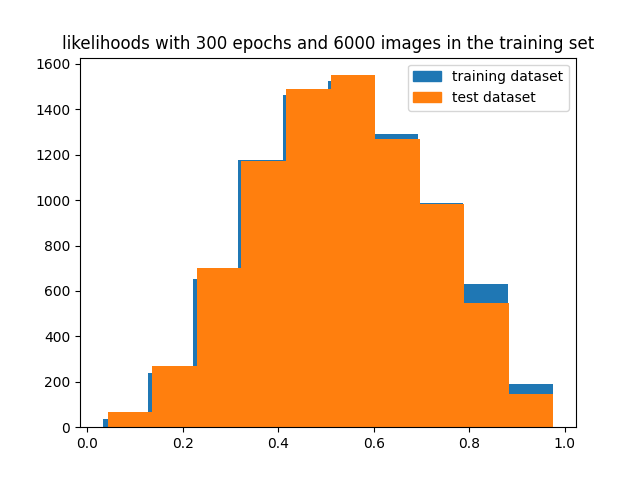 likelihoods with 300 epochs and 6000 images in the training set
training dataset
test dataset
1600
1400
1200
1000
800
600
400
200
0
0.0 0.2 0.4 0.6 0.8 1.0